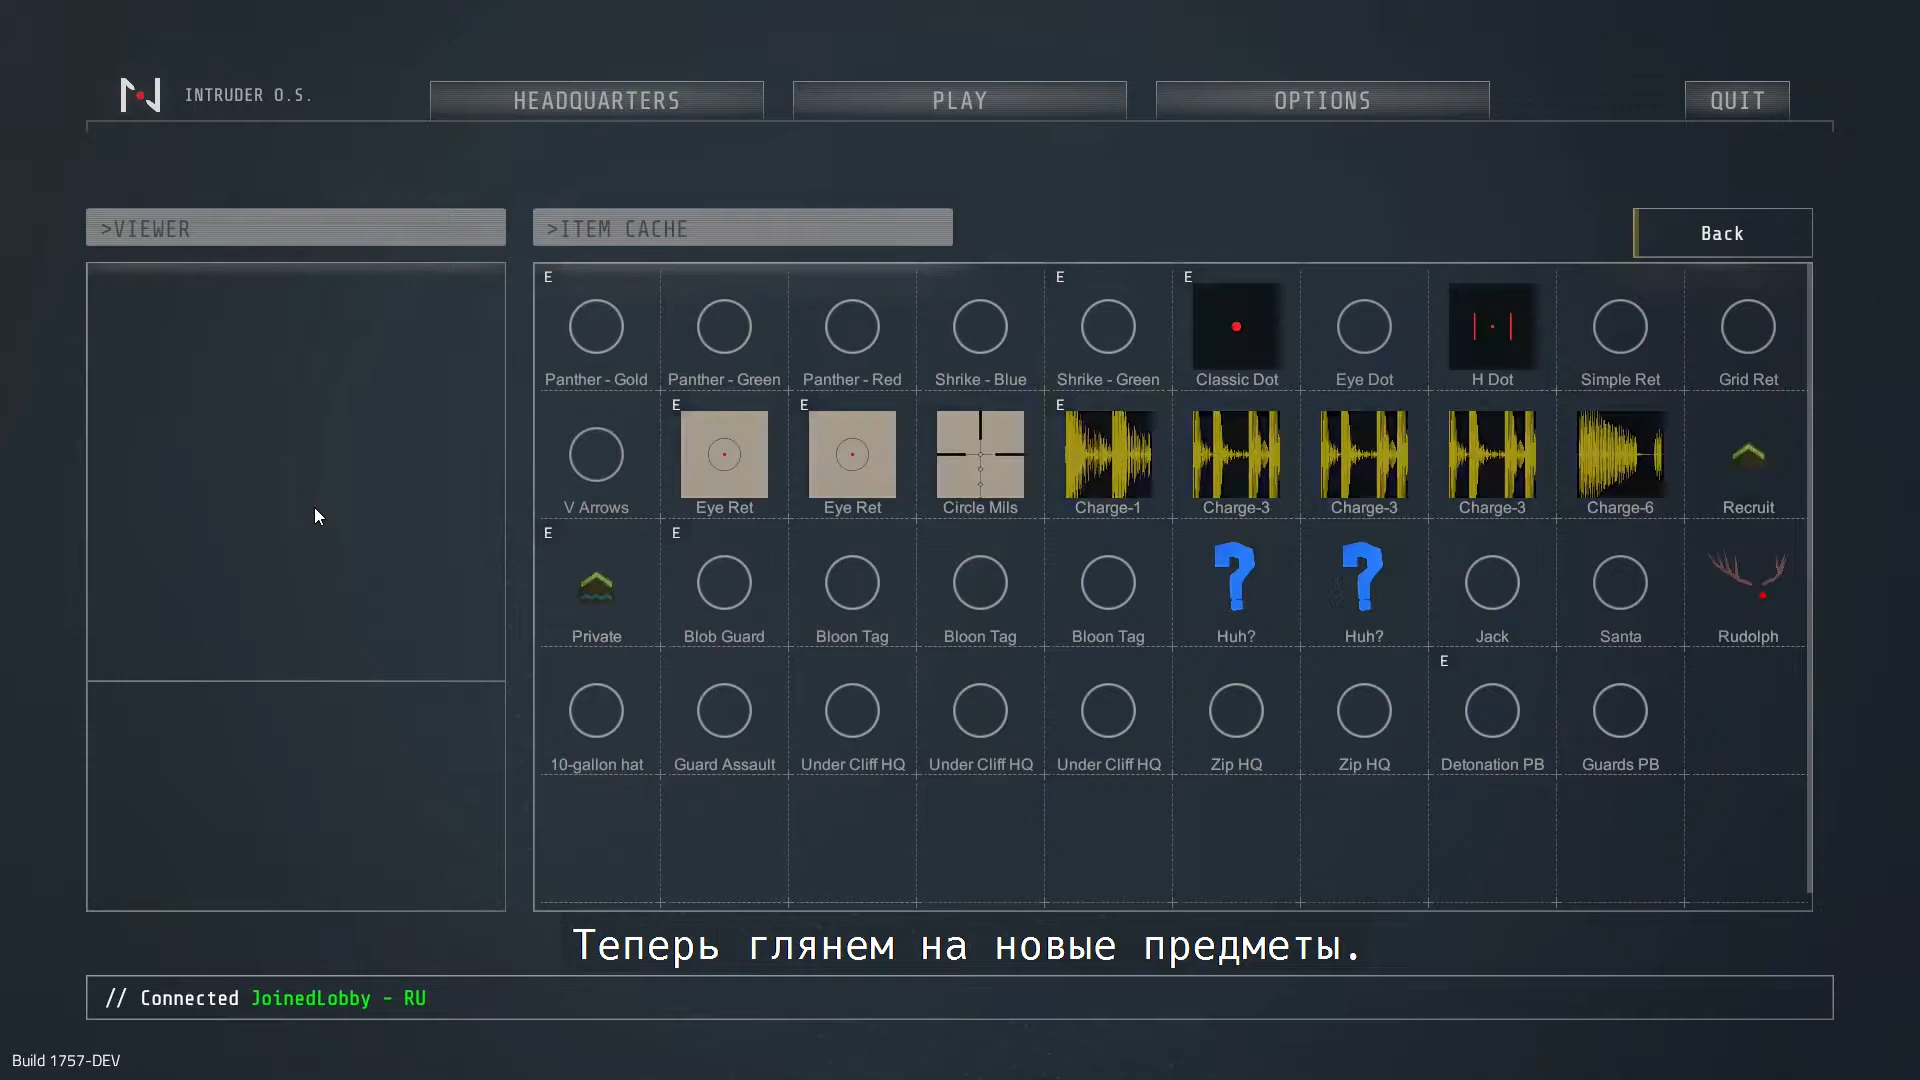 INTRUDER O.S.
HEADQUARTERS
PLAY
OPTIONS
QUIT
>VIEWER
>ITEM CACHE
Back
E
E
E
Panther - Gold
Panther - Green
Panther - Red
Shrike - Blue
Shrike - Green
Classic Dot
Eye Dot
H Dot
Simple Ret
Grid Ret
E
E
E
V Arrows
Eye Ret
Eye Ret
Circle Mils
Charge-1
Charge-3
Charge-3
Charge-3
Charge-6
Recruit
E
E
Private
Blob Guard
Bloon Tag
Bloon Tag
Bloon Tag
Huh?
Huh?
Jack
Santa
Rudolph
E
10-gallon hat
Guard Assault
Under Cliff HQ
Under Cliff HQ
Under Cliff HQ
Zip HQ
Zip HQ
Detonation PB
Guards PB
Теперь глянем на новые предметы.
// Connected JoinedLobby - RU
Build 1757-DEV